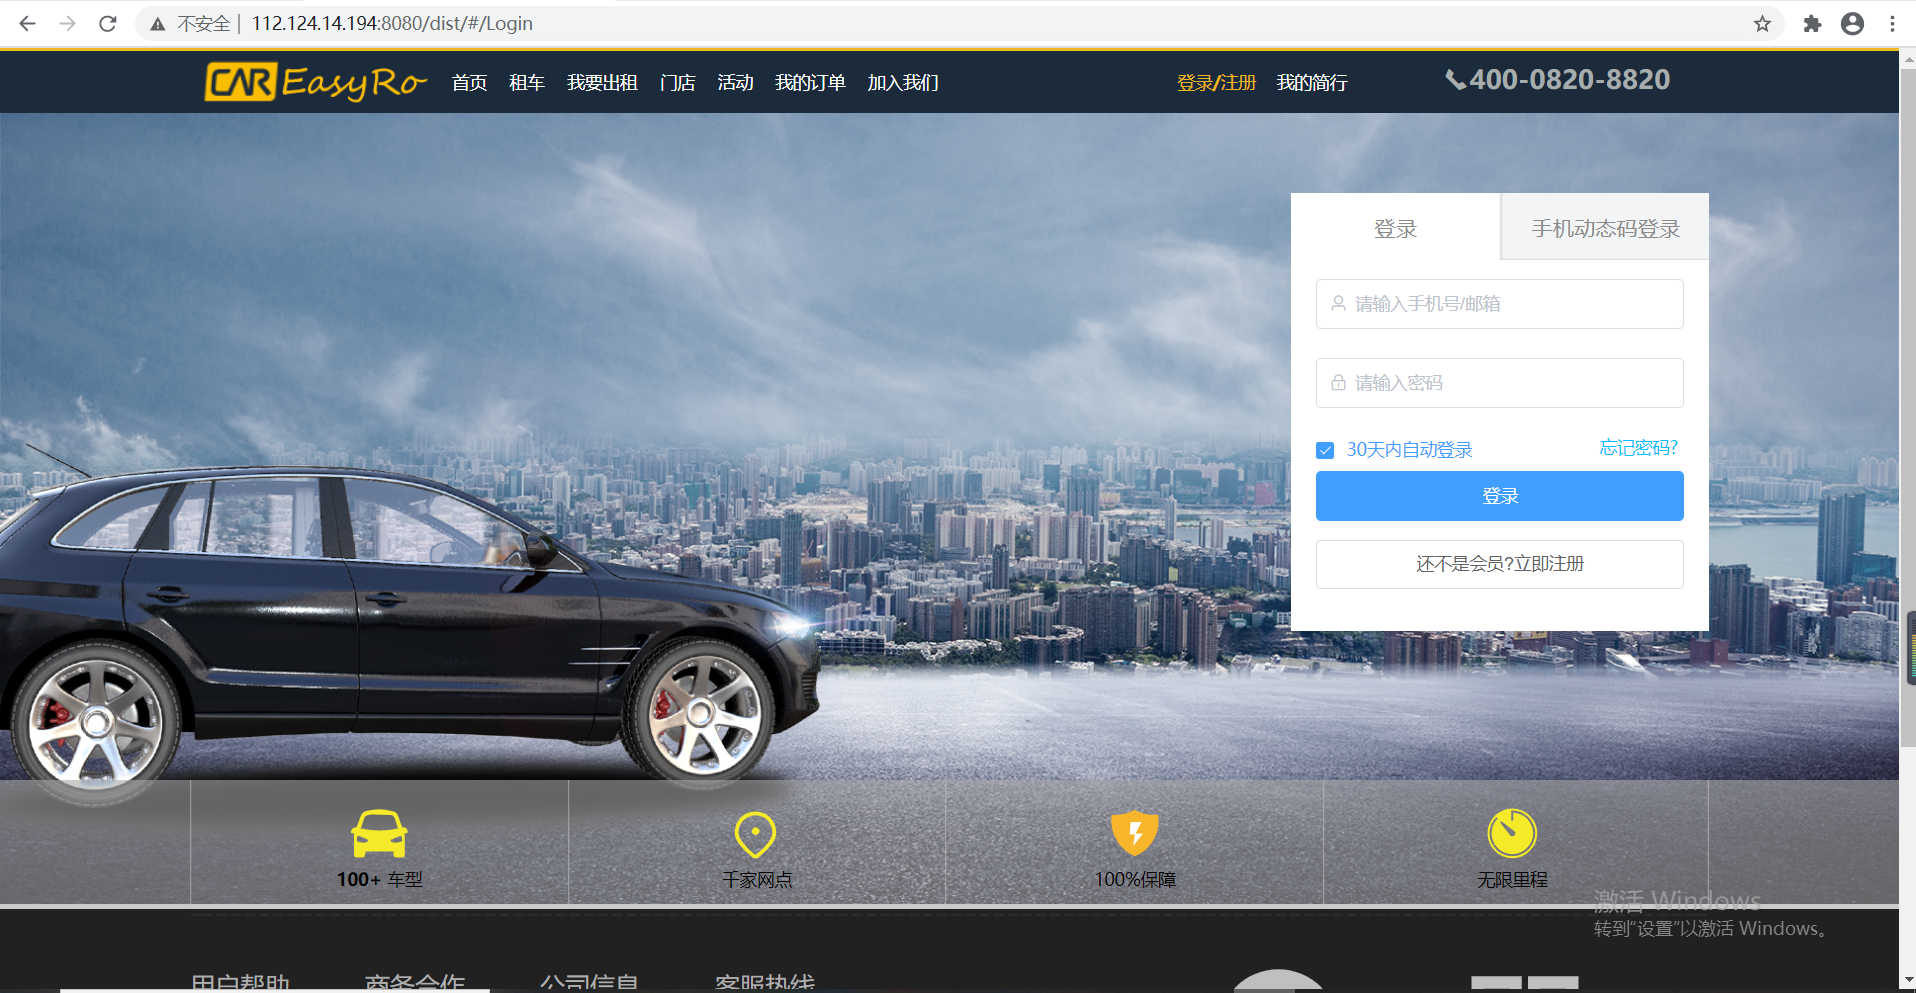 不安全 112.124.14.194:8080/dist/#/Login
CAR EasyRo 首页 租车 我要出租 门店 活动 我的订单 加入我们 登录/注册 我的简行 400-0820-8820
登录 手机动态码登录
请输入手机号/邮箱
请输入密码
30天内自动登录 忘记密码?
登录
还不是会员?立即注册
100+ 车型 千家网点 100%保障 无限里程
激活 Windows
转到"设置"以激活 Windows。
用户帮助 商务合作 公司信息 客服热线